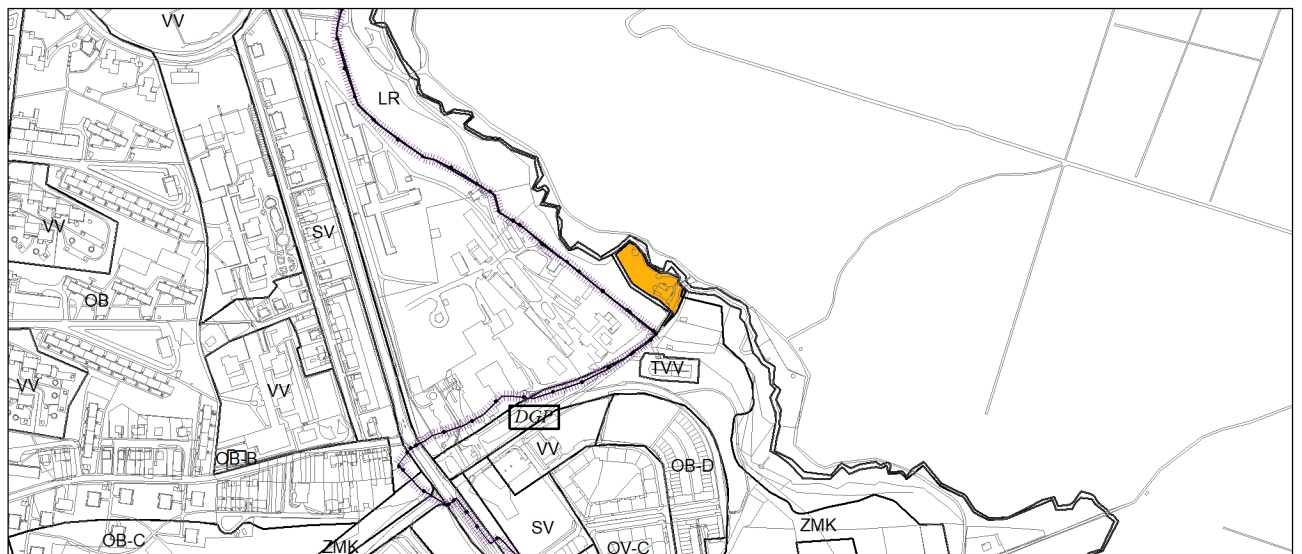 VV
LR
VV
SV
OB
TVV
VV
VV
DGP
VV
OB-B
OB-D
SV
ZMK
OB-C
ZMK
OV-C